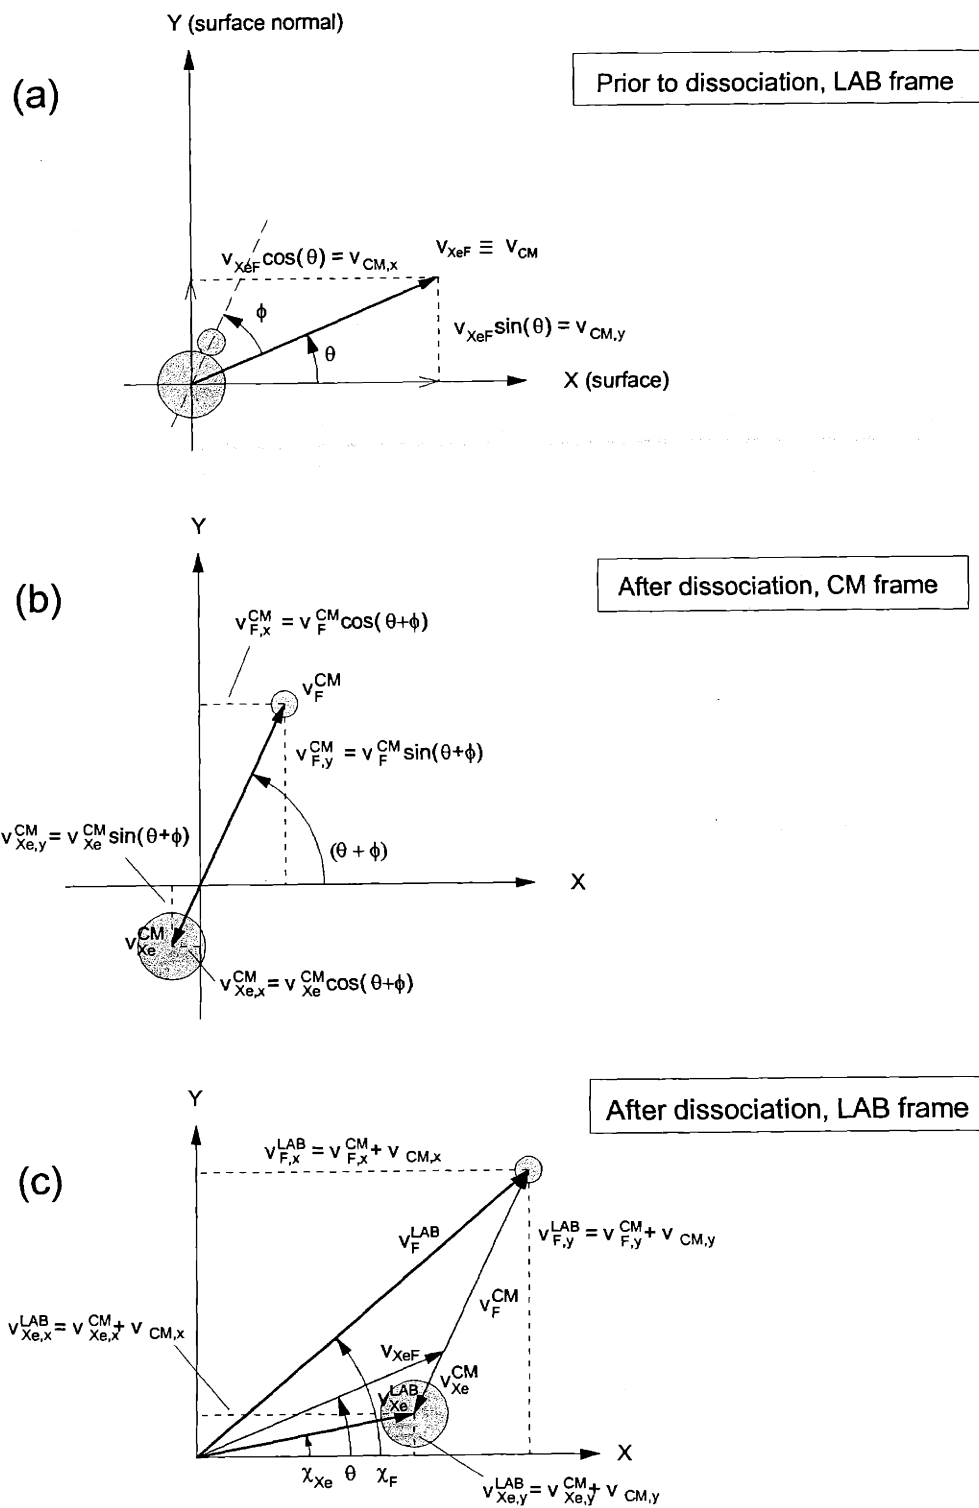 Y (surface normal)
(a)
Prior to dissociation, LAB frame
v_XeF cos(θ) = v_CM,x
v_XeF ≡ v_CM
ϕ
v_XeF sin(θ) = v_CM,y
θ
X (surface)
Y
(b)
After dissociation, CM frame
v_F,x^CM = v_F^CM cos(θ+ϕ)
v_F^CM
v_F,y^CM = v_F^CM sin(θ+ϕ)
v_Xe,y^CM = v_Xe^CM sin(θ+ϕ)
(θ + ϕ)
X
v_Xe^CM
v_Xe,x^CM = v_Xe^CM cos(θ+ϕ)
Y
After dissociation, LAB frame
v_F,x^LAB = v_F,x^CM + v_CM,x
(c)
v_F^LAB
v_F,y^LAB = v_F,y^CM + v_CM,y
v_F^CM
v_Xe,x^LAB = v_Xe,x^CM + v_CM,x
v_XeF
v_Xe^CM
v_Xe^LAB
X
χ_Xe θ χ_F
v_Xe,y^LAB = v_Xe,y^CM + v_CM,y